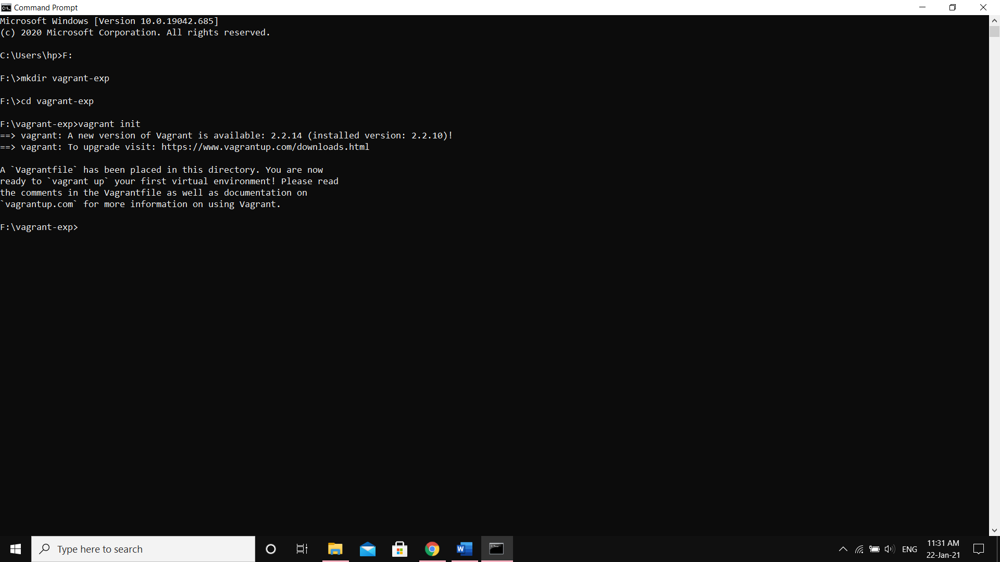 Command Prompt
Microsoft Windows [Version 10.0.19042.685]
(c) 2020 Microsoft Corporation. All rights reserved.
C:\Users\hp>F:
F:\>mkdir vagrant-exp
F:\>cd vagrant-exp
F:\vagrant-exp>vagrant init
==> vagrant: A new version of Vagrant is available: 2.2.14 (installed version: 2.2.10)!
==> vagrant: To upgrade visit: https://www.vagrantup.com/downloads.html
A `Vagrantfile` has been placed in this directory. You are now
ready to `vagrant up` your first virtual environment! Please read
the comments in the Vagrantfile as well as documentation on
`vagrantup.com` for more information on using Vagrant.
F:\vagrant-exp>
Type here to search
W
ENG
11:31 AM
22-Jan-21